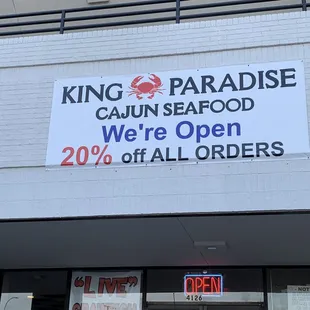 KING PARADISE
CAJUN SEAFOOD
We're Open
20% off ALL ORDERS
"LIVE"
OPEN
4126